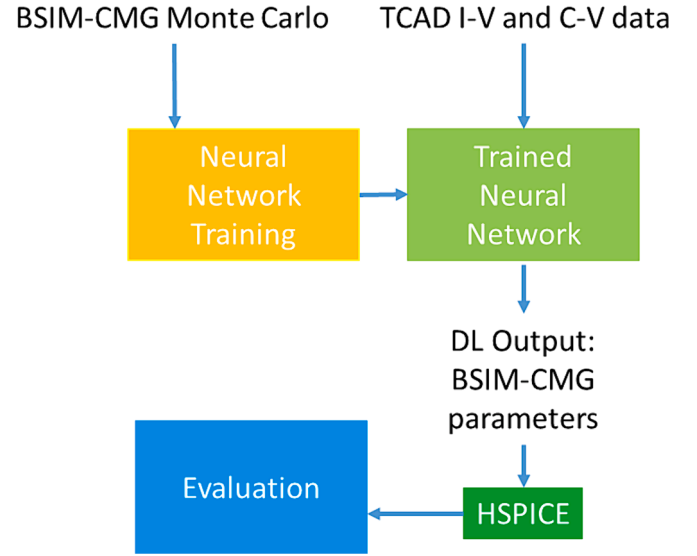 BSIM-CMG Monte Carlo
TCAD I-V and C-V data
Neural
Network
Training
Trained
Neural
Network
DL Output:
BSIM-CMG
parameters
HSPICE
Evaluation